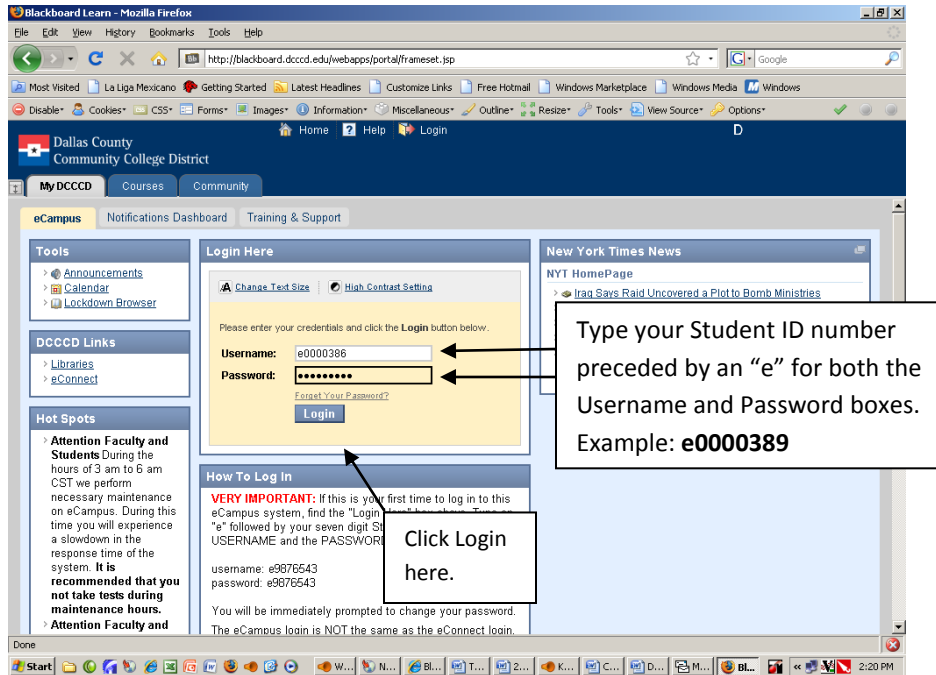 Blackboard Learn - Mozilla Firefox
File Edit View History Bookmarks Tools Help
http://blackboard.dcccd.edu/webapps/portal/frameset.jsp
Google
Most Visited La Liga Mexicano Getting Started Latest Headlines Customize Links Free Hotmail Windows Marketplace Windows Media Windows
Disable Cookies CSS Forms Images Information Miscellaneous Outline Resize Tools View Source Options
Home Help Login
D
Dallas County
Community College District
My DCCCD Courses Community
eCampus Notifications Dashboard Training & Support
Tools
Announcements
Calendar
Lockdown Browser
DCCCD Links
Libraries
eConnect
Hot Spots
Attention Faculty and
Students During the
hours of 3 am to 6 am
CST we perform
necessary maintenance
on eCampus. During this
time you will experience
a slowdown in the
response time of the
system. It is
recommended that you
not take tests during
maintenance hours.
Attention Faculty and
Login Here
Change Text Size High Contrast Setting
Please enter your credentials and click the Login button below.
Username: e0000386
Password: •••••••••
Forget Your Password?
Login
How To Log In
VERY IMPORTANT: If this is your first time to log in to this
eCampus system, find the "Login
"e" followed by your seven digit
USERNAME and the PASSWORD
username: e9876543
password: e9876543
You will be immediately prompted to change your password.
The eCampus login is NOT the same as the eConnect login.
New York Times News
NYT HomePage
Iraq Says Raid Uncovered a Plot to Bomb Ministries
Type your Student ID number
preceded by an “e” for both the
Username and Password boxes.
Example: e0000389
Click Login
here.
Done
Start W... N... Bl... T... 2... K... C... D... M... Bl... « 2:20 PM